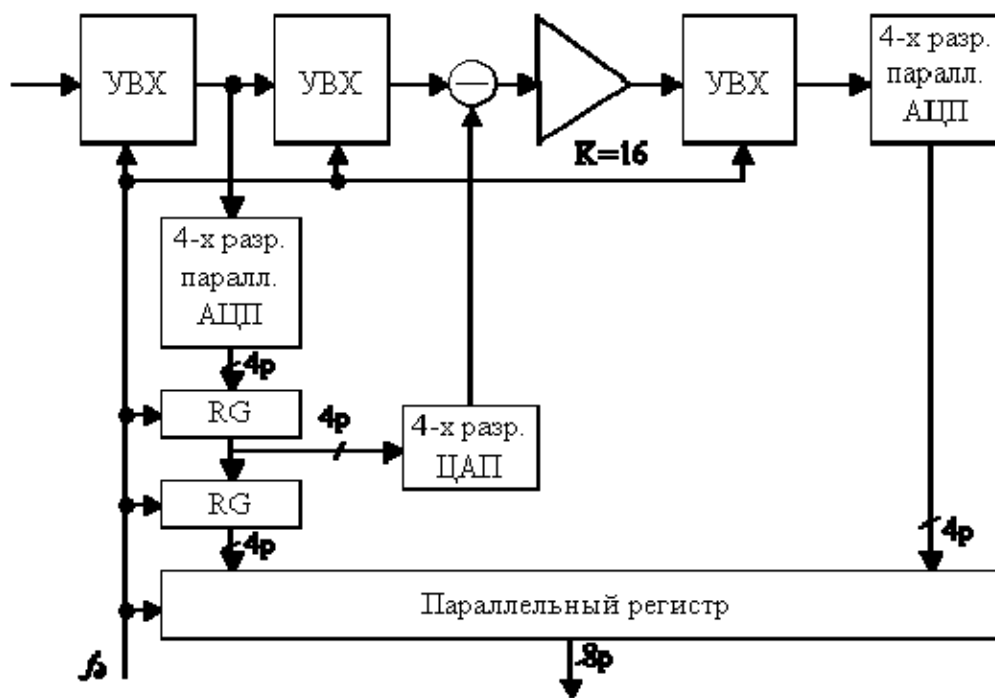 УВХ
УВХ
УВХ
4-х разр.
паралл.
АЦП
K=16
4-х разр.
паралл.
АЦП
4р
RG
4р
4-х разр.
ЦАП
RG
4р
4р
Параллельный регистр
8р